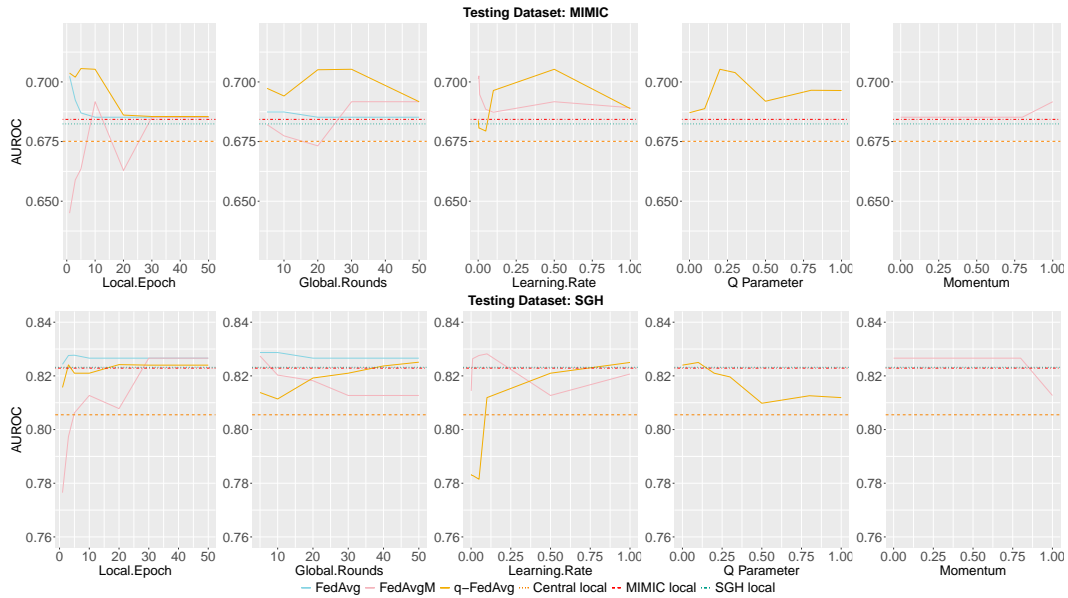 Testing Dataset: MIMIC
AUROC
0.700
0.675
0.650
0 10 20 30 40 50
Local.Epoch
0.700
0.675
0.650
10 20 30 40 50
Global.Rounds
0.700
0.675
0.650
0.00 0.25 0.50 0.75 1.00
Learning.Rate
0.700
0.675
0.650
0.00 0.25 0.50 0.75 1.00
Q Parameter
0.700
0.675
0.650
0.00 0.25 0.50 0.75 1.00
Momentum
Testing Dataset: SGH
AUROC
0.84
0.82
0.80
0.78
0.76
0 10 20 30 40 50
Local.Epoch
0.84
0.82
0.80
0.78
0.76
10 20 30 40 50
Global.Rounds
0.84
0.82
0.80
0.78
0.76
0.00 0.25 0.50 0.75 1.00
Learning.Rate
0.84
0.82
0.80
0.78
0.76
0.00 0.25 0.50 0.75 1.00
Q Parameter
0.84
0.82
0.80
0.78
0.76
0.00 0.25 0.50 0.75 1.00
Momentum
FedAvg FedAvgM q−FedAvg Central local MIMIC local SGH local